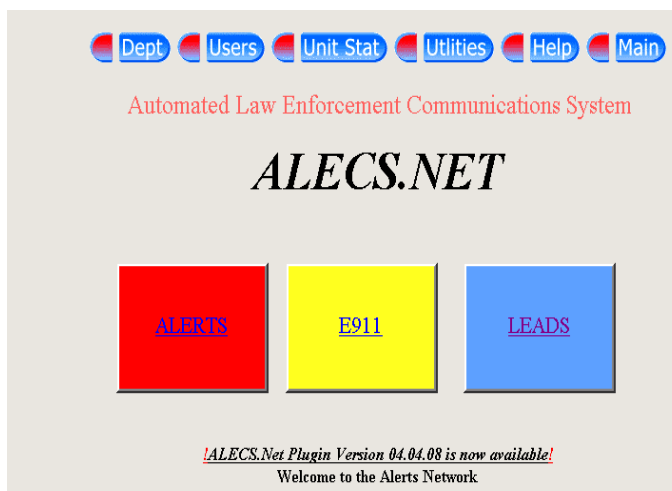 Dept Users Unit Stat Utlities Help Main
Automated Law Enforcement Communications System
ALECS.NET
ALERTS E911 LEADS
!ALECS.Net Plugin Version 04.04.08 is now available!
Welcome to the Alerts Network